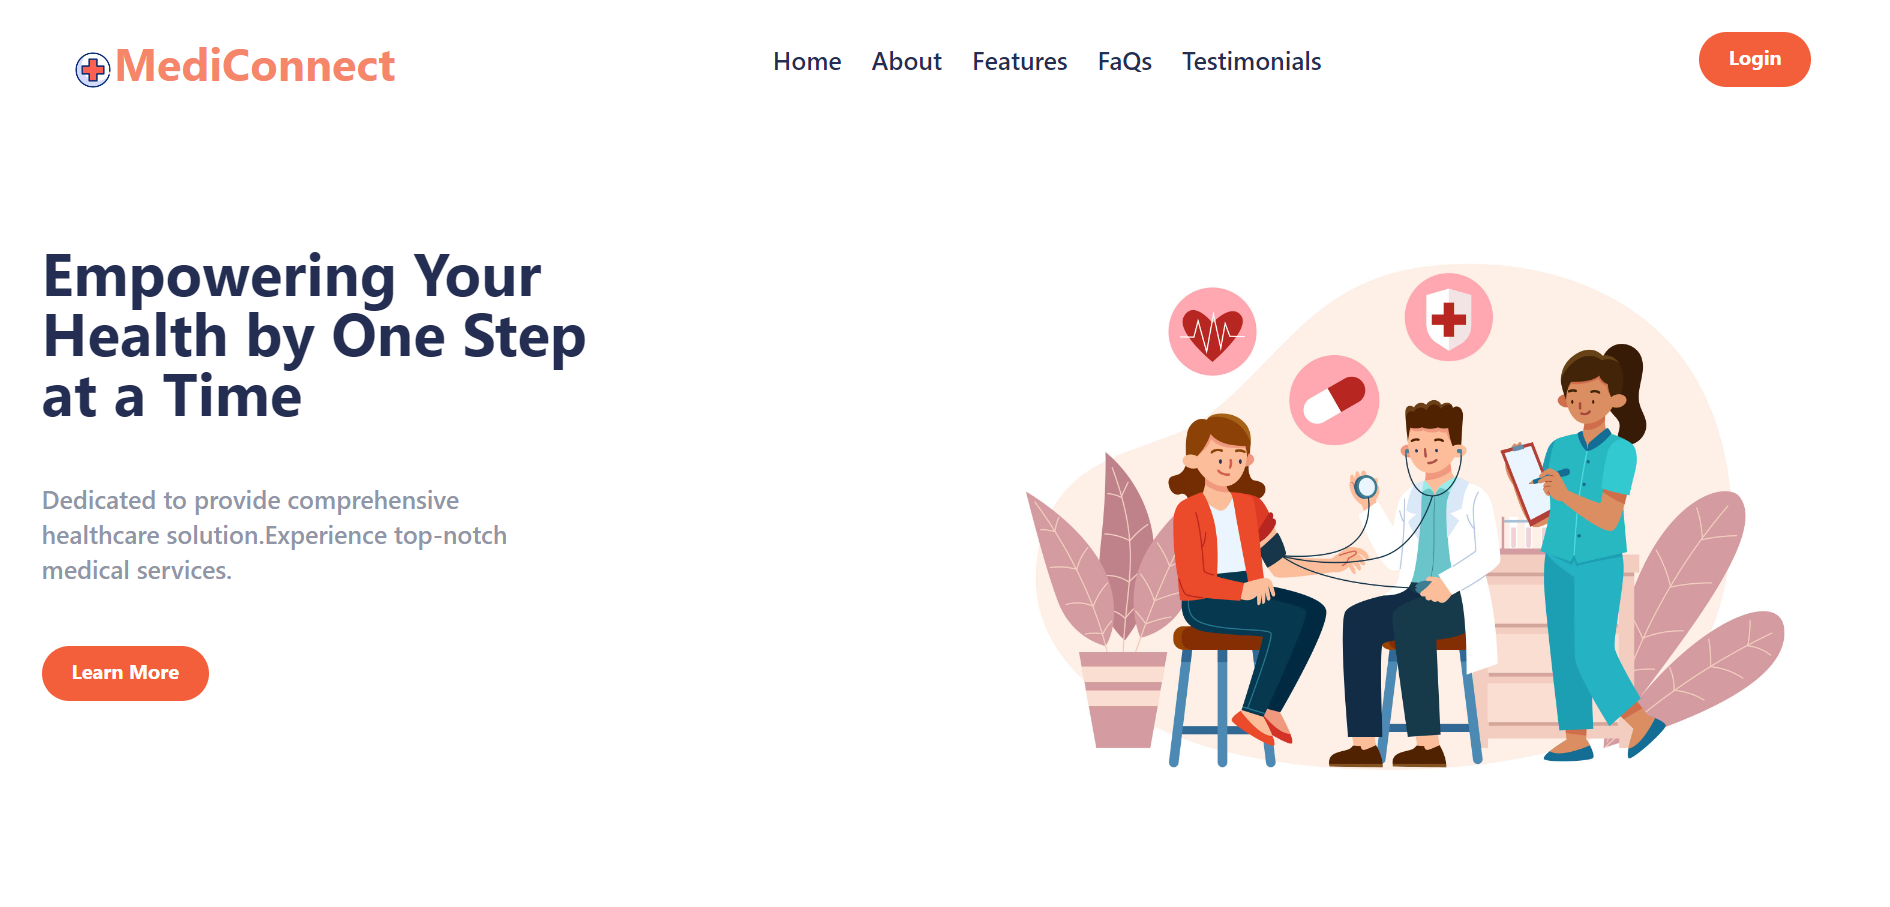 MediConnect
Home About Features FaQs Testimonials
Login
Empowering Your
Health by One Step
at a Time
Dedicated to provide comprehensive
healthcare solution.Experience top-notch
medical services.
Learn More